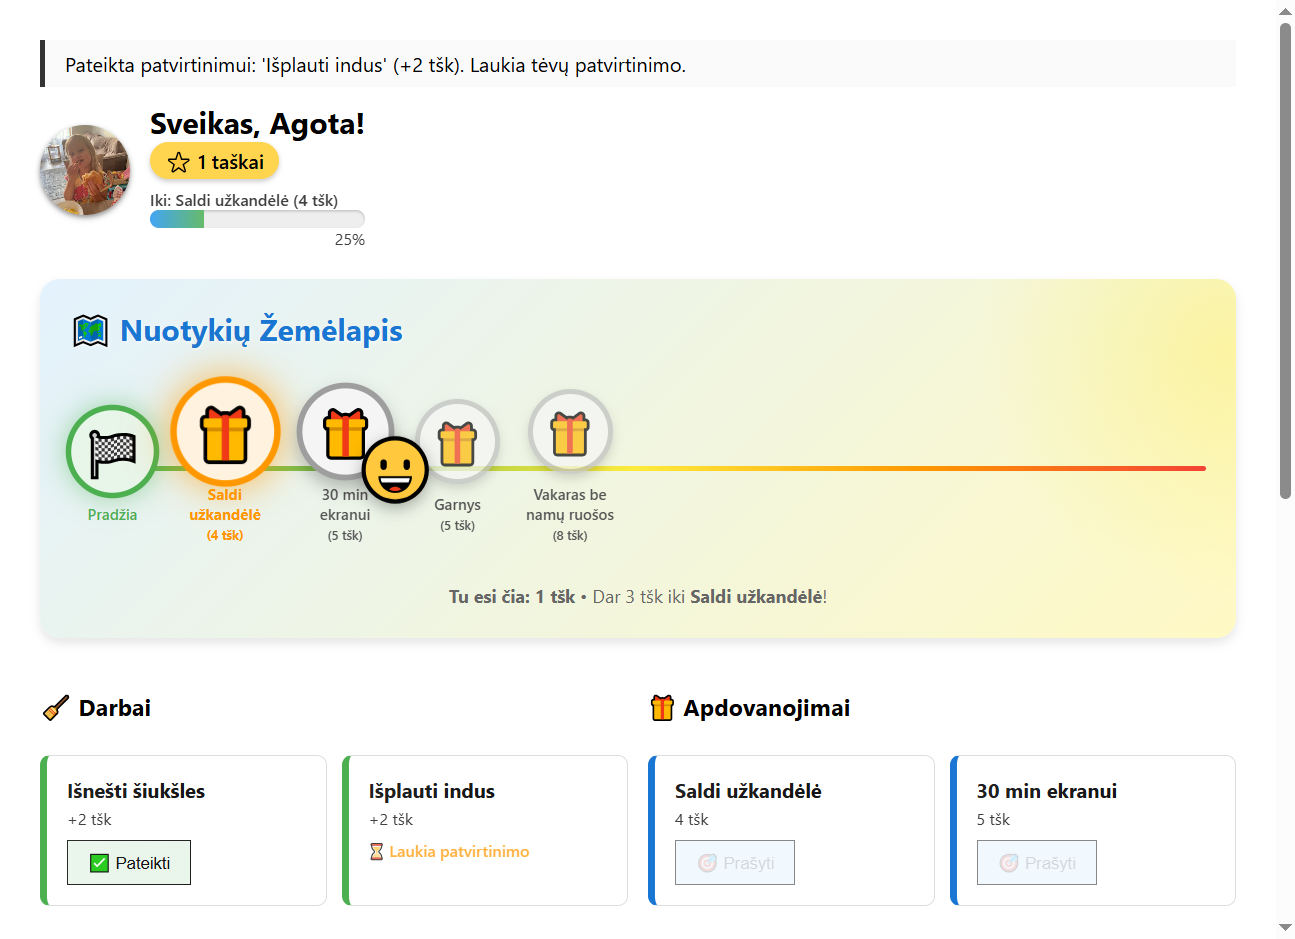 Pateikta patvirtinimui: 'Išplauti indus' (+2 tšk). Laukia tėvų patvirtinimo.
Sveikas, Agota!
1 taškai
Iki: Saldi užkandėlė (4 tšk)
25%
Nuotykių Žemėlapis
Pradžia
Saldi
užkandėlė
(4 tšk)
30 min
ekranui
(5 tšk)
Garnys
(5 tšk)
Vakaras be
namų ruošos
(8 tšk)
Tu esi čia: 1 tšk • Dar 3 tšk iki Saldi užkandėlė!
Darbai
Išnešti šiukšles
+2 tšk
Pateikti
Išplauti indus
+2 tšk
Laukia patvirtinimo
Apdovanojimai
Saldi užkandėlė
4 tšk
Prašyti
30 min ekranui
5 tšk
Prašyti